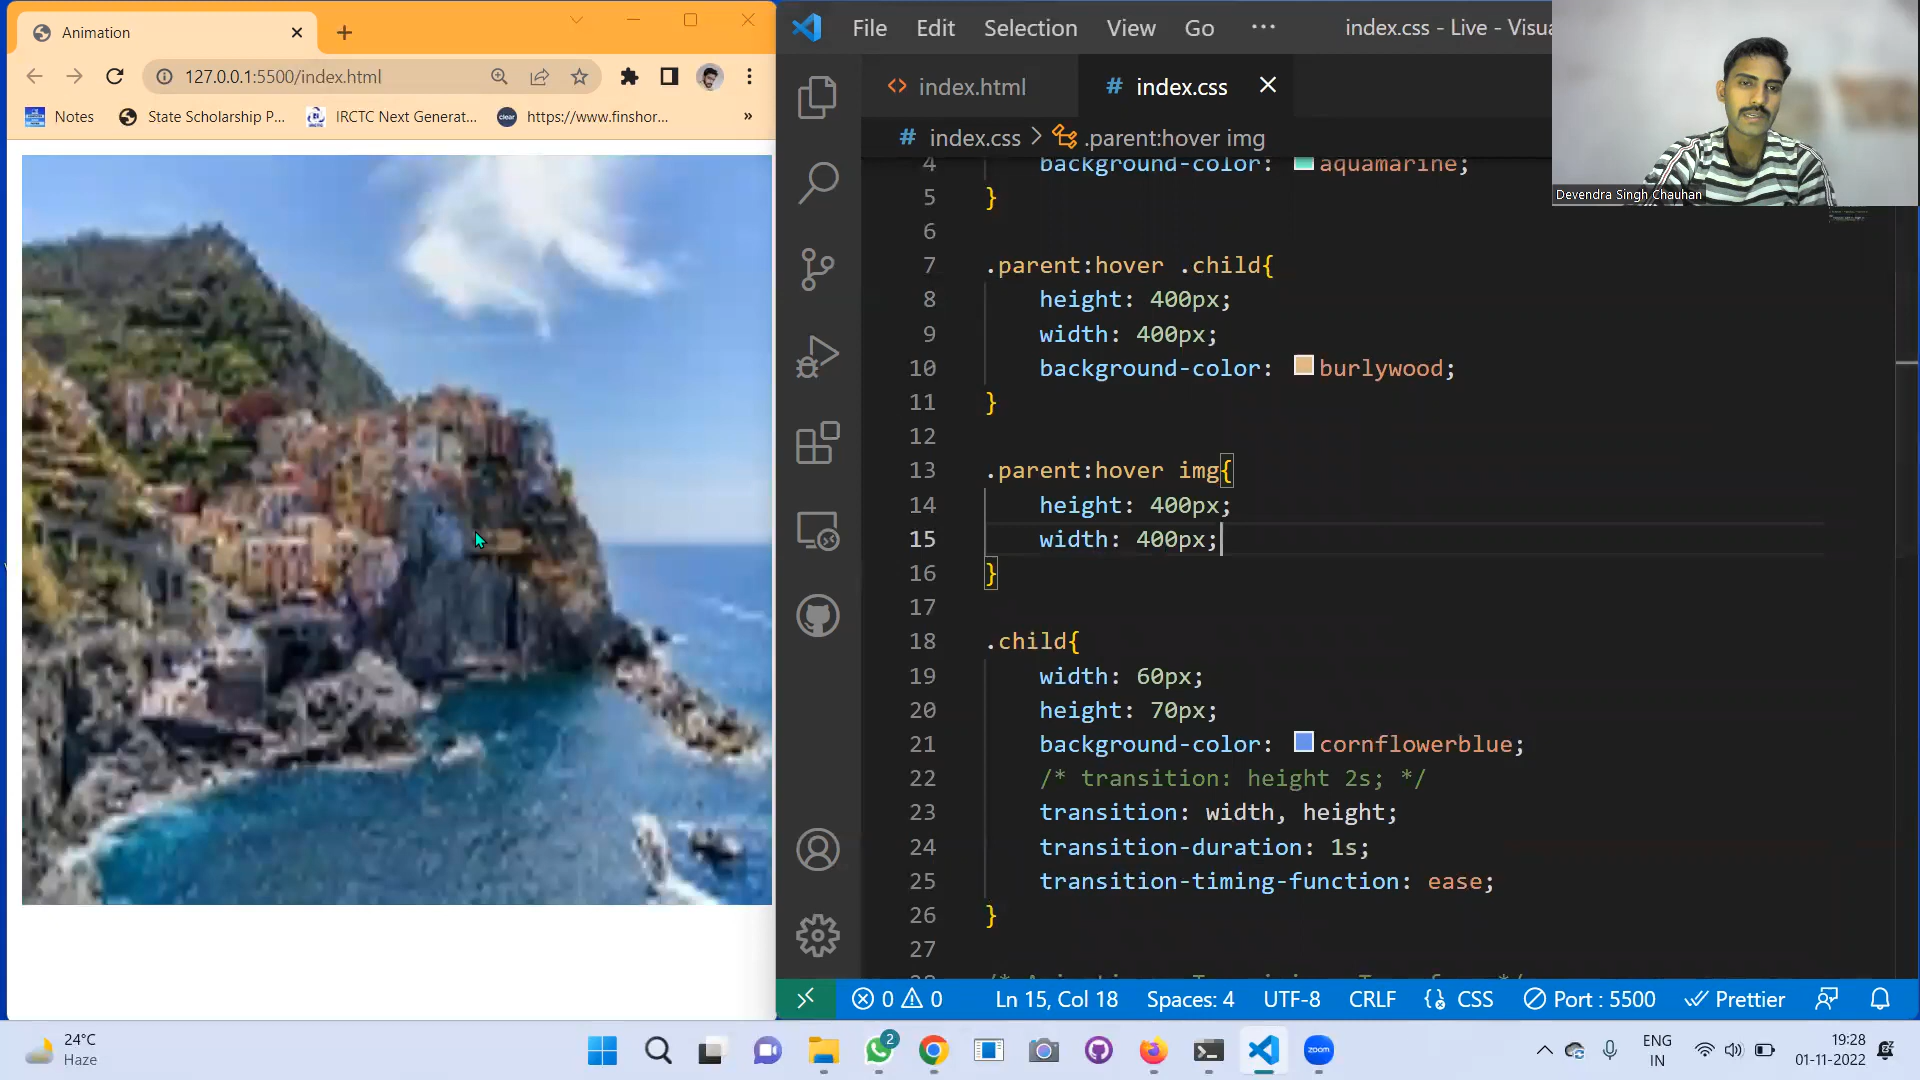 Animation
127.0.0.1:5500/index.html
Notes
State Scholarship P...
IRCTC Next Generat...
clear
https://www.finshor...
»
File Edit Selection View Go ···
index.css - Live - Visua
index.html
# index.css
# index.css > .parent:hover img
4 background-color: aquamarine;
5 }
6
7 .parent:hover .child{
8 height: 400px;
9 width: 400px;
10 background-color: burlywood;
11 }
12
13 .parent:hover img{
14 height: 400px;
15 width: 400px;
16 }
17
18 .child{
19 width: 60px;
20 height: 70px;
21 background-color: cornflowerblue;
22 /* transition: height 2s; */
23 transition: width, height;
24 transition-duration: 1s;
25 transition-timing-function: ease;
26 }
27
Devendra Singh Chauhan
0 0
Ln 15, Col 18
Spaces: 4
UTF-8
CRLF
CSS
Port : 5500
Prettier
24°C
Haze
2
zoom
ENG
IN
19:28
01-11-2022